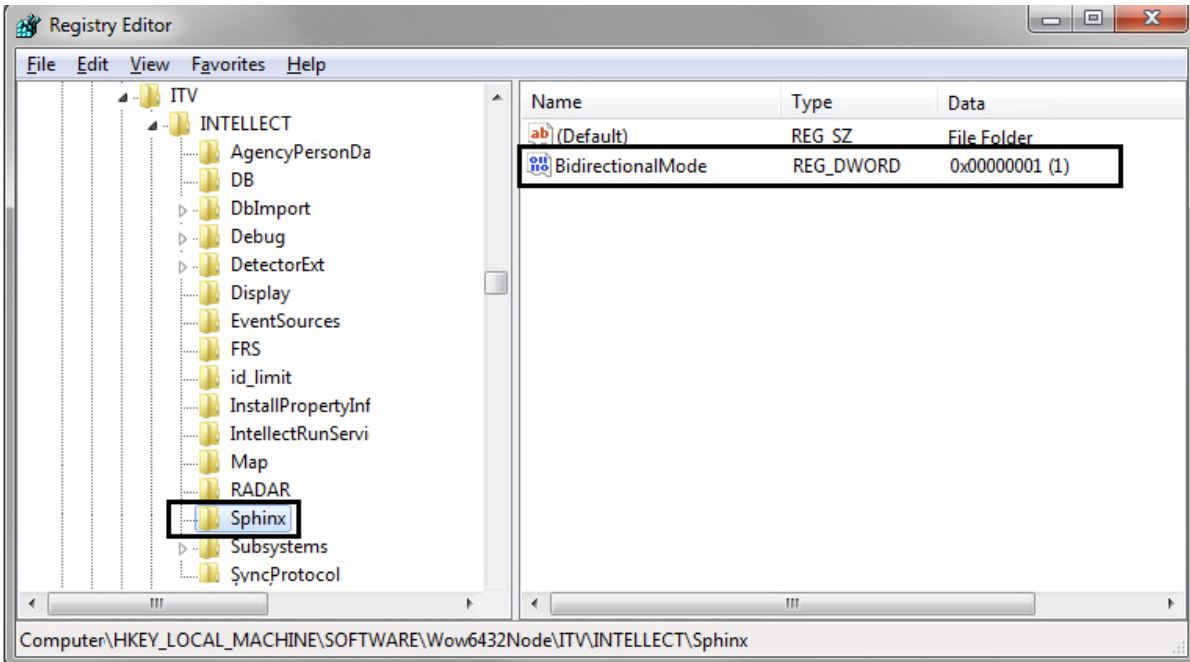 Registry Editor
File Edit View Favorites Help
ITV
INTELLECT
AgencyPersonDa
DB
DbImport
Debug
DetectorExt
Display
EventSources
FRS
id_limit
InstallPropertyInf
IntellectRunServi
Map
RADAR
Sphinx
Subsystems
SyncProtocol
Name Type Data
(Default) REG_SZ File Folder
BidirectionalMode REG_DWORD 0x00000001 (1)
Computer\HKEY_LOCAL_MACHINE\SOFTWARE\Wow6432Node\ITV\INTELLECT\Sphinx